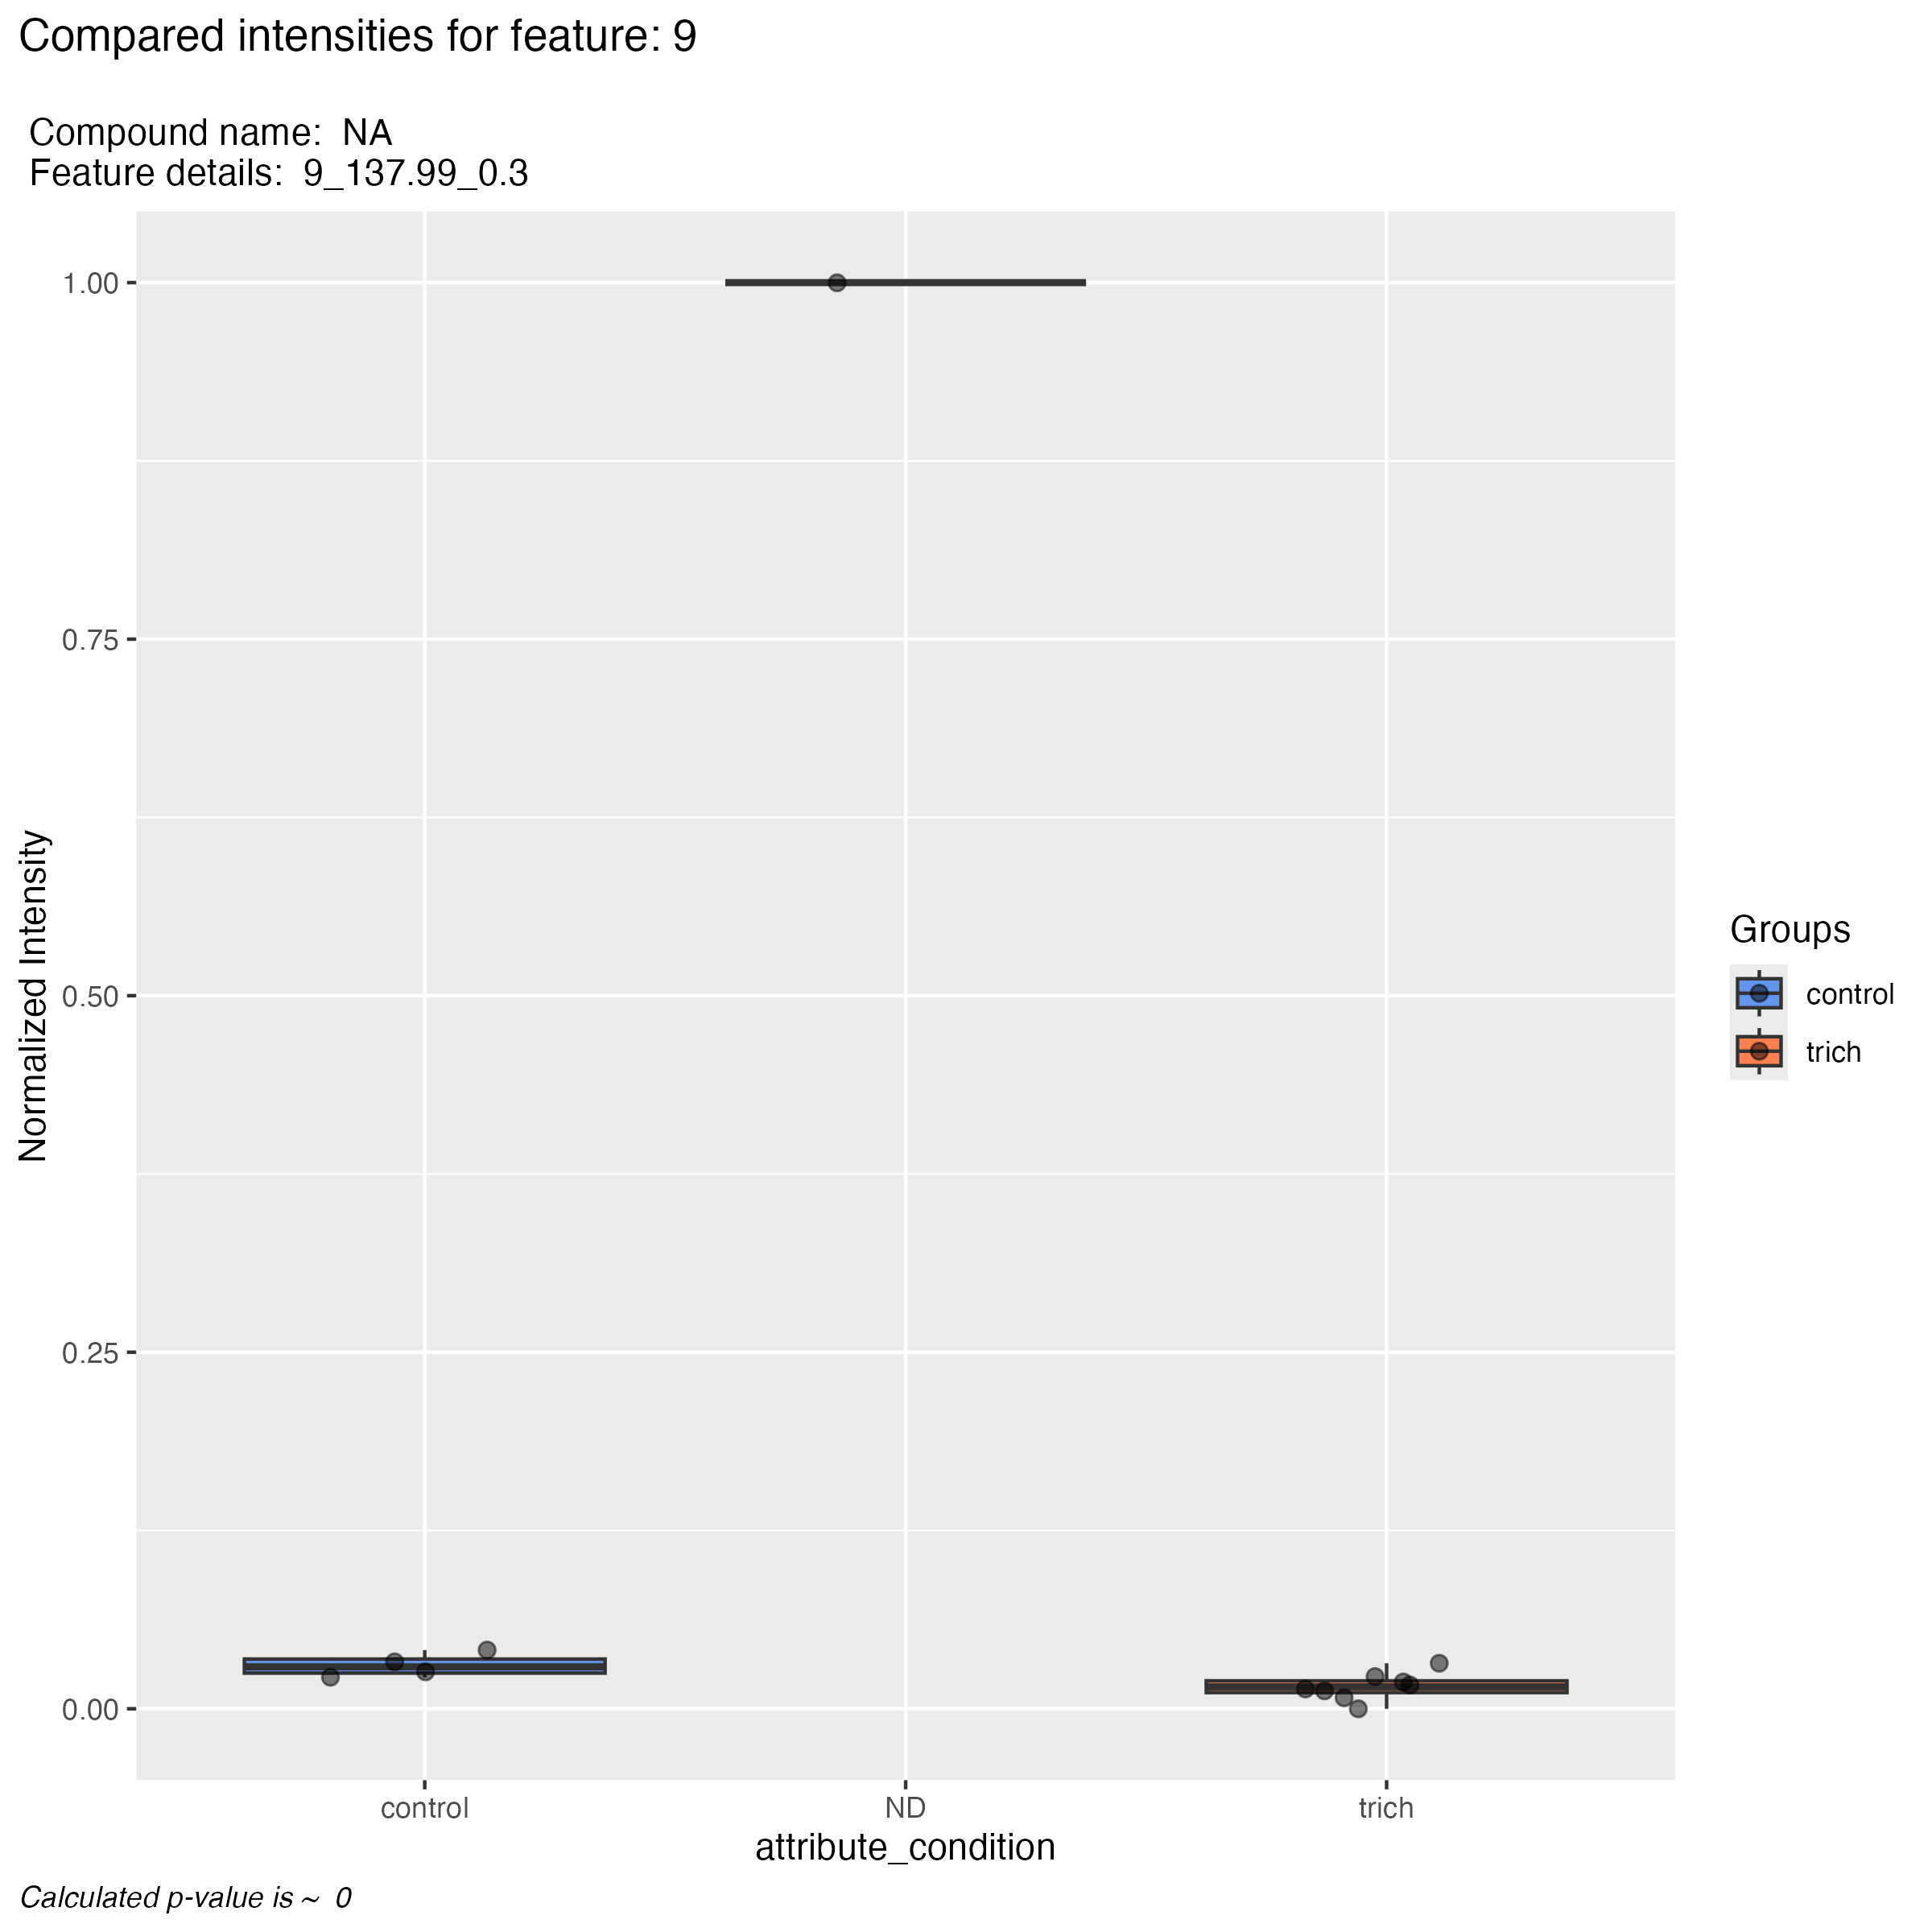 Compared intensities for feature: 9
Compound name:  NA
Feature details:  9_137.99_0.3
1.00
0.75
0.50
0.25
0.00
Normalized Intensity
control
ND
trich
attribute_condition
Groups
control
trich
Calculated p-value is ~  0